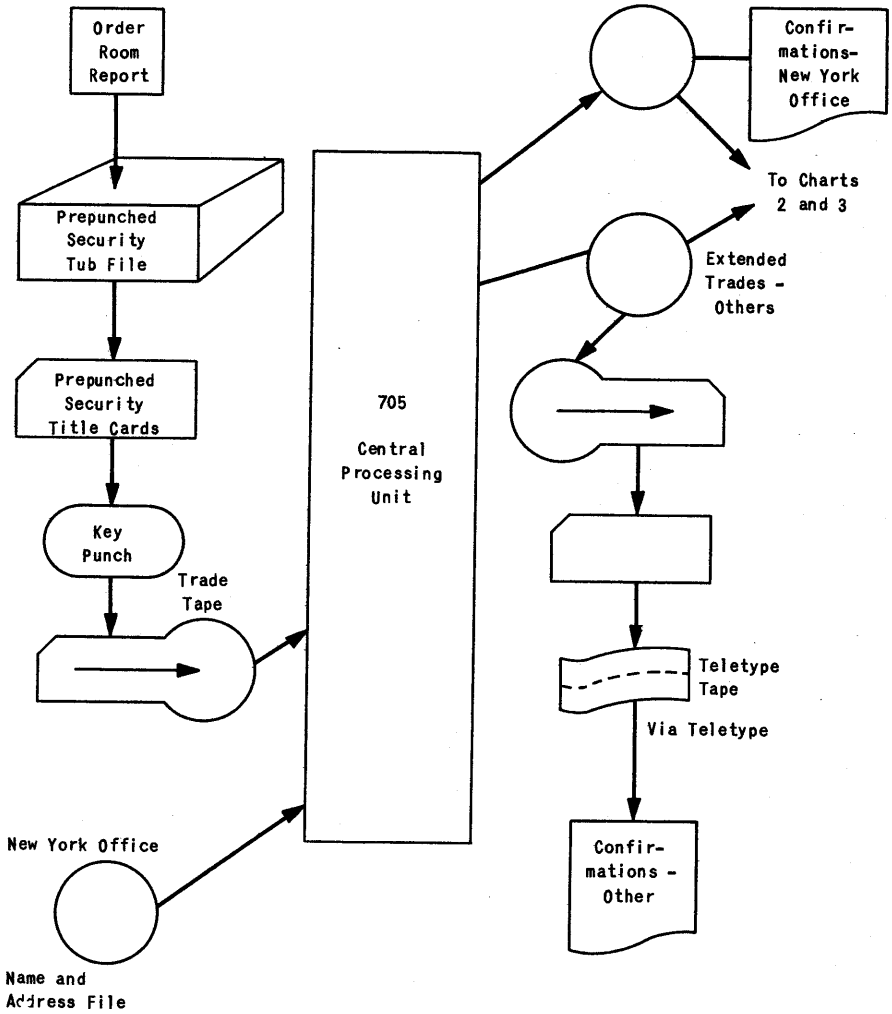 Order
Room
Report
Prepunched
Security
Tub File
Prepunched
Security
Title Cards
Key
Punch
Trade
Tape
New York Office
Name and
Address File
705
Central
Processing
Unit
Confir-
mations-
New York
Office
To Charts
2 and 3
Extended
Trades -
Others
Teletype
Tape
Via Teletype
Confir-
mations -
Other